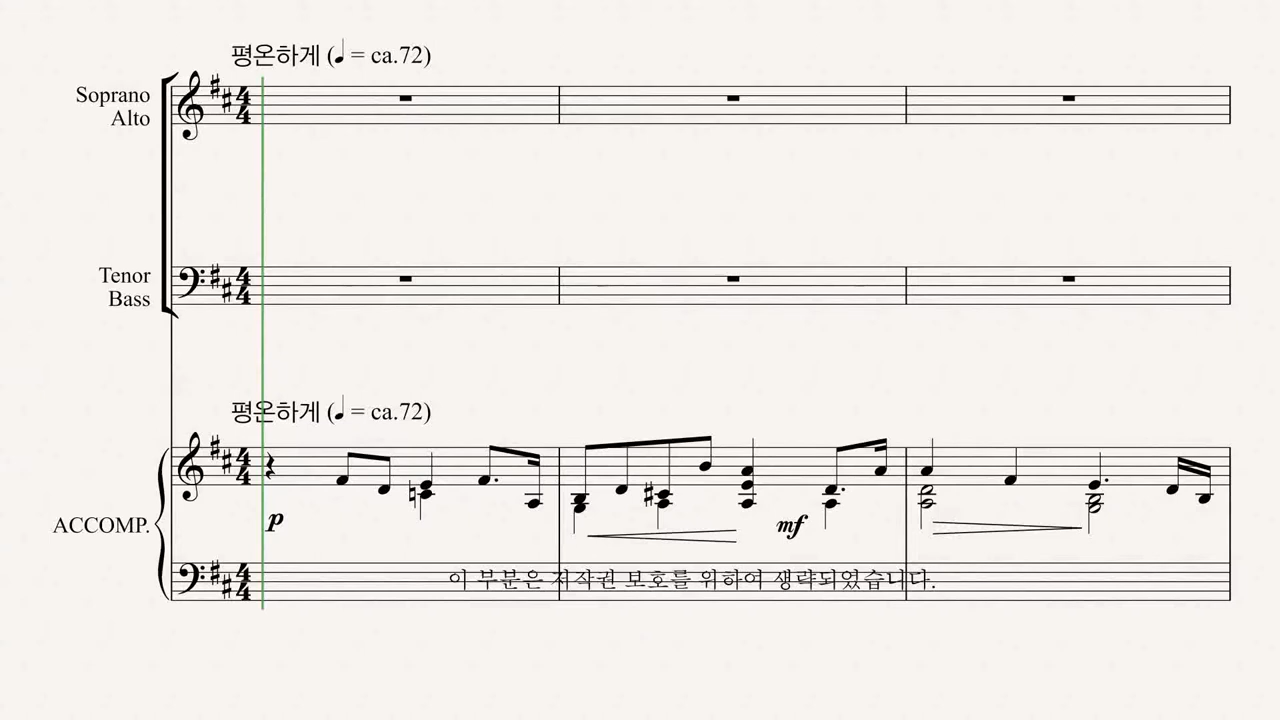 평온하게 (♩ = ca.72)
Soprano
Alto
Tenor
Bass
평온하게 (♩ = ca.72)
ACCOMP.
p
mf
이 부분은 저작권 보호를 위하여 생략되었습니다.